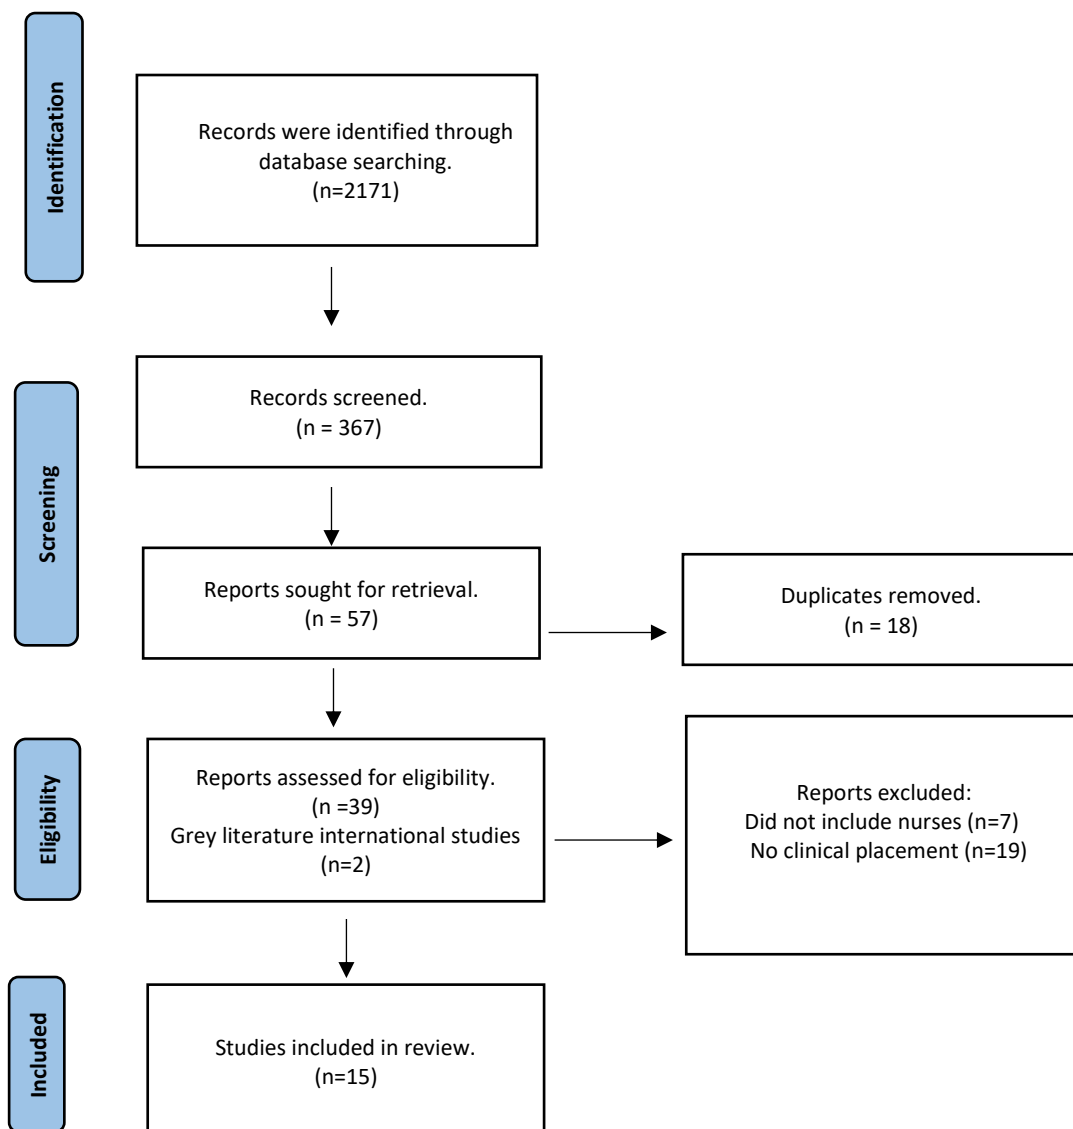 Identification
Records were identified through
database searching.
(n=2171)
Screening
Records screened.
(n = 367)
Reports sought for retrieval.
(n = 57)
Duplicates removed.
(n = 18)
Eligibility
Reports assessed for eligibility.
(n =39)
Grey literature international studies
(n=2)
Reports excluded:
Did not include nurses (n=7)
No clinical placement (n=19)
Included
Studies included in review.
(n=15)